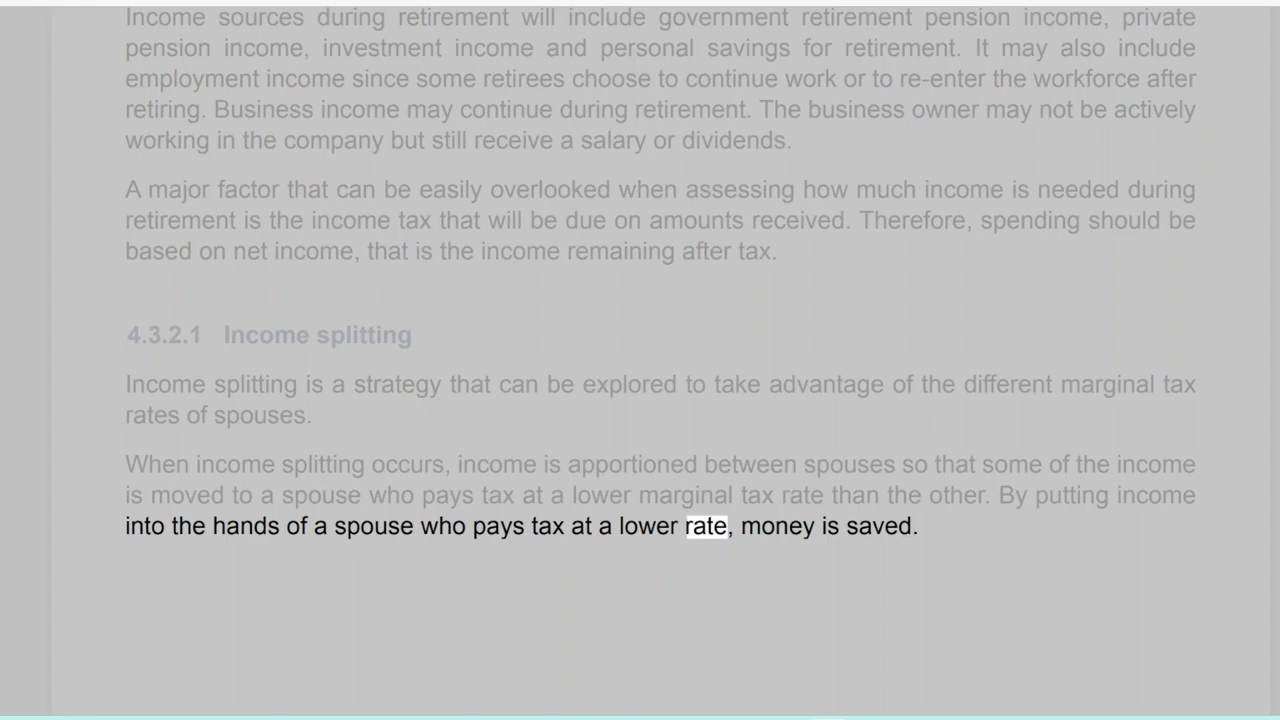 Income sources during retirement will include government retirement pension income, private
pension income, investment income and personal savings for retirement. It may also include
employment income since some retirees choose to continue work or to re-enter the workforce after
retiring. Business income may continue during retirement. The business owner may not be actively
working in the company but still receive a salary or dividends.
A major factor that can be easily overlooked when assessing how much income is needed during
retirement is the income tax that will be due on amounts received. Therefore, spending should be
based on net income, that is the income remaining after tax.
4.3.2.1 Income splitting
Income splitting is a strategy that can be explored to take advantage of the different marginal tax
rates of spouses.
When income splitting occurs, income is apportioned between spouses so that some of the income
is moved to a spouse who pays tax at a lower marginal tax rate than the other. By putting income
into the hands of a spouse who pays tax at a lower rate, money is saved.